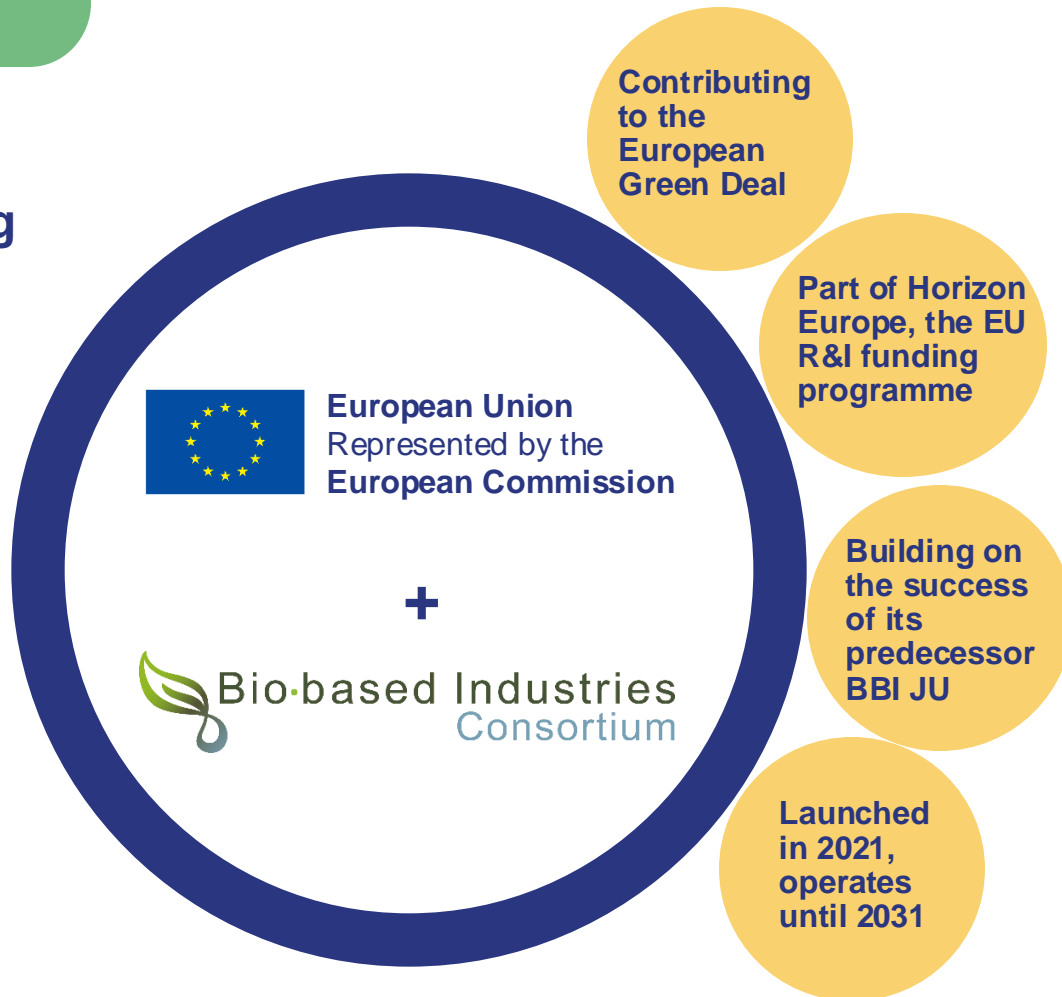 g
Contributing
to the
European
Green Deal
Part of Horizon
Europe, the EU
R&I funding
programme
European Union
Represented by the
European Commission
+
Bio·based Industries
Consortium
Building on
the success
of its
predecessor
BBI JU
Launched
in 2021,
operates
until 2031